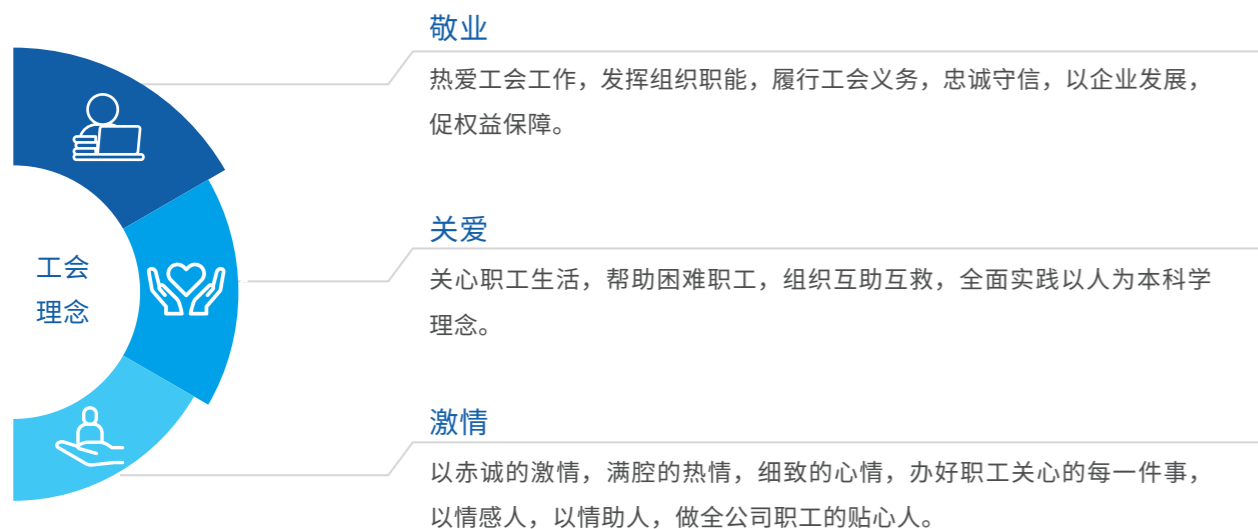 敬业
热爱工会工作，发挥组织职能，履行工会义务，忠诚守信，以企业发展，
促权益保障。
工会
理念
关爱
关心职工生活，帮助困难职工，组织互助互救，全面实践以人为本科学
理念。
激情
以赤诚的激情，满腔的热情，细致的心情，办好职工关心的每一件事，
以情感人，以情助人，做全公司职工的贴心人。